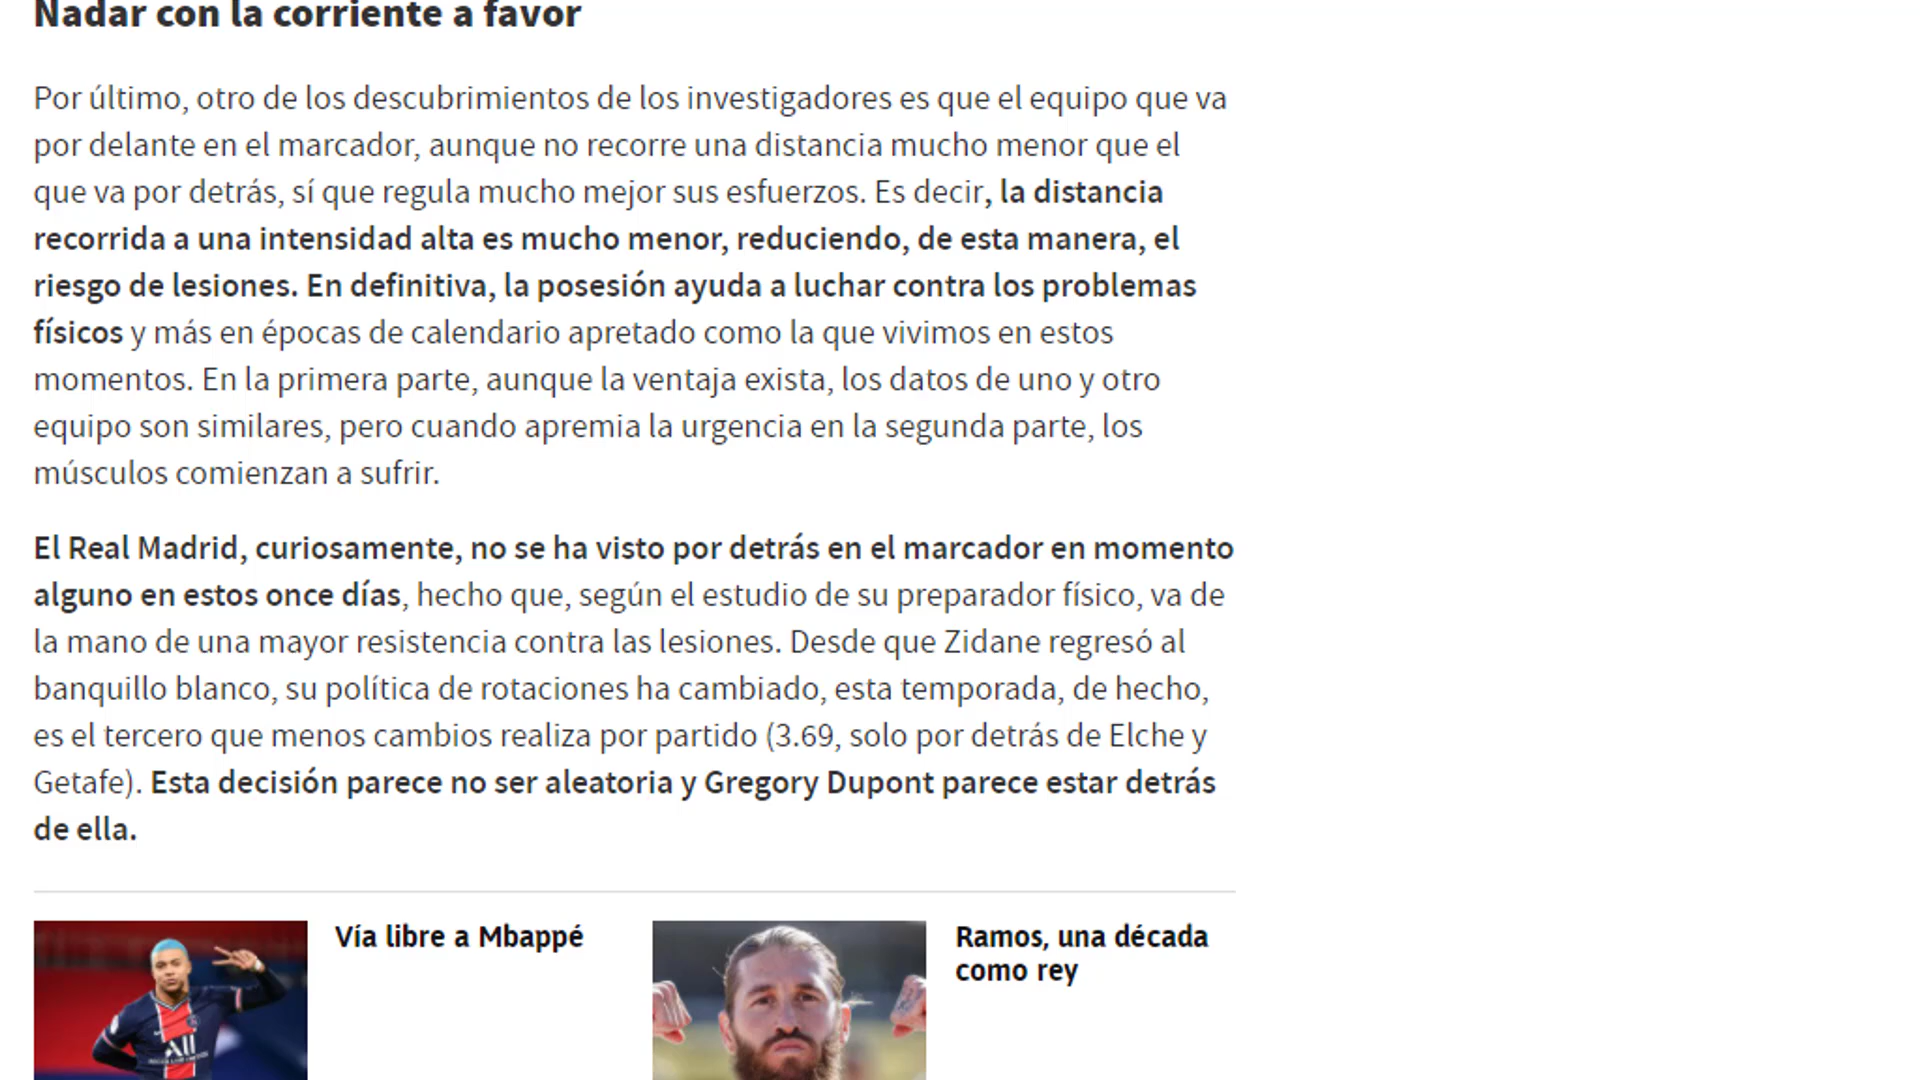 Nadar con la corriente a favor
Por último, otro de los descubrimientos de los investigadores es que el equipo que va
por delante en el marcador, aunque no recorre una distancia mucho menor que el
que va por detrás, sí que regula mucho mejor sus esfuerzos. Es decir, la distancia
recorrida a una intensidad alta es mucho menor, reduciendo, de esta manera, el
riesgo de lesiones. En definitiva, la posesión ayuda a luchar contra los problemas
físicos y más en épocas de calendario apretado como la que vivimos en estos
momentos. En la primera parte, aunque la ventaja exista, los datos de uno y otro
equipo son similares, pero cuando apremia la urgencia en la segunda parte, los
músculos comienzan a sufrir.
El Real Madrid, curiosamente, no se ha visto por detrás en el marcador en momento
alguno en estos once días, hecho que, según el estudio de su preparador físico, va de
la mano de una mayor resistencia contra las lesiones. Desde que Zidane regresó al
banquillo blanco, su política de rotaciones ha cambiado, esta temporada, de hecho,
es el tercero que menos cambios realiza por partido (3.69, solo por detrás de Elche y
Getafe). Esta decisión parece no ser aleatoria y Gregory Dupont parece estar detrás
de ella.
Vía libre a Mbappé
Ramos, una década
como rey
ALL